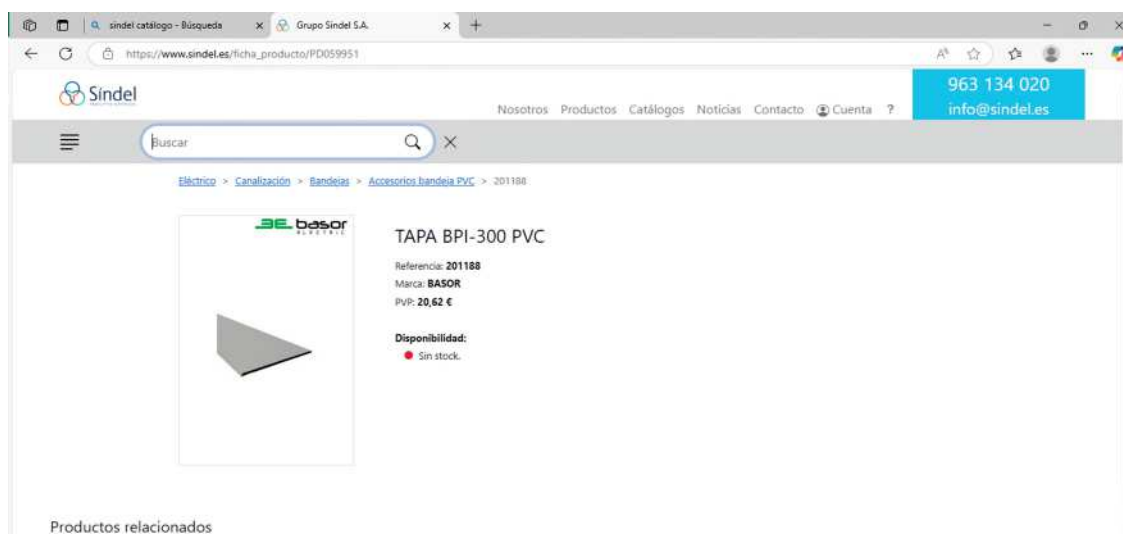 sindel catálogo - Búsqueda
Grupo Sindel S.A.
https://www.sindel.es/ficha_producto/PD059951
Síndel
Nosotros Productos Catálogos Noticias Contacto Cuenta ?
963 134 020
info@sindel.es
Buscar
Eléctrico > Canalización > Bandejas > Accesorios bandeja PVC > 201188
basor
ELECTRIC
TAPA BPI-300 PVC
Referencia: 201188
Marca: BASOR
PVP: 20,62 €
Disponibilidad:
Sin stock.
Productos relacionados